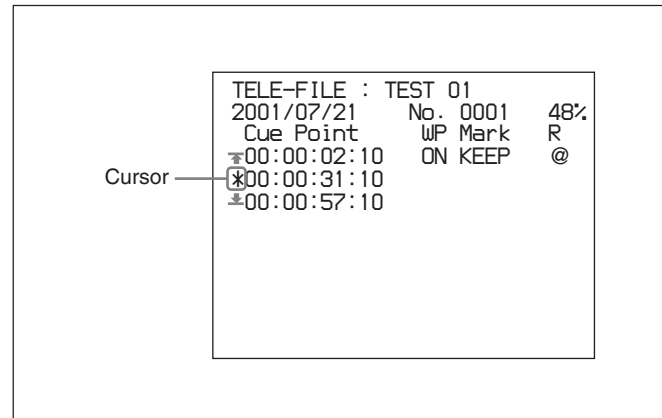 TELE-FILE : TEST 01
2001/07/21 No. 0001 48%
Cue Point WP Mark R
00:00:02:10 ON KEEP @
Cursor *00:00:31:10
00:00:57:10